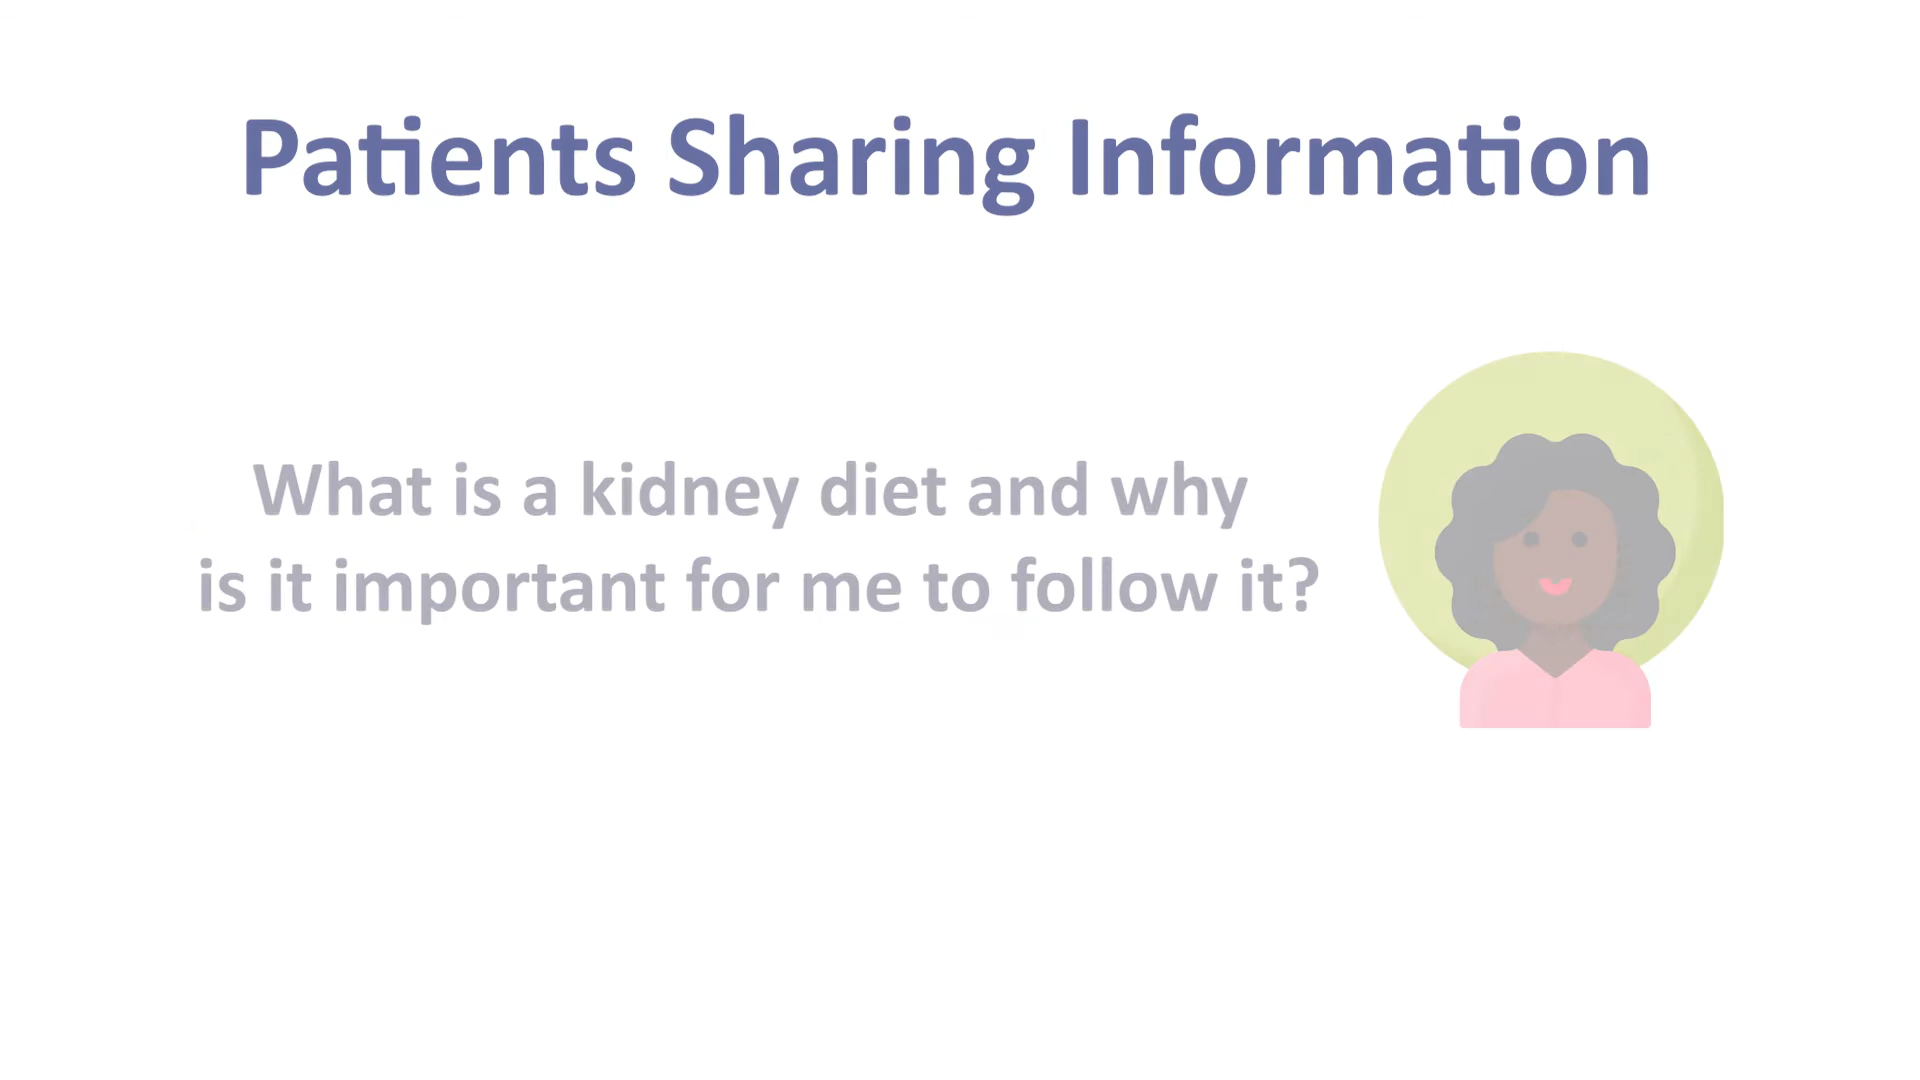 Patients Sharing Information
What is a kidney diet and why
is it important for me to follow it?